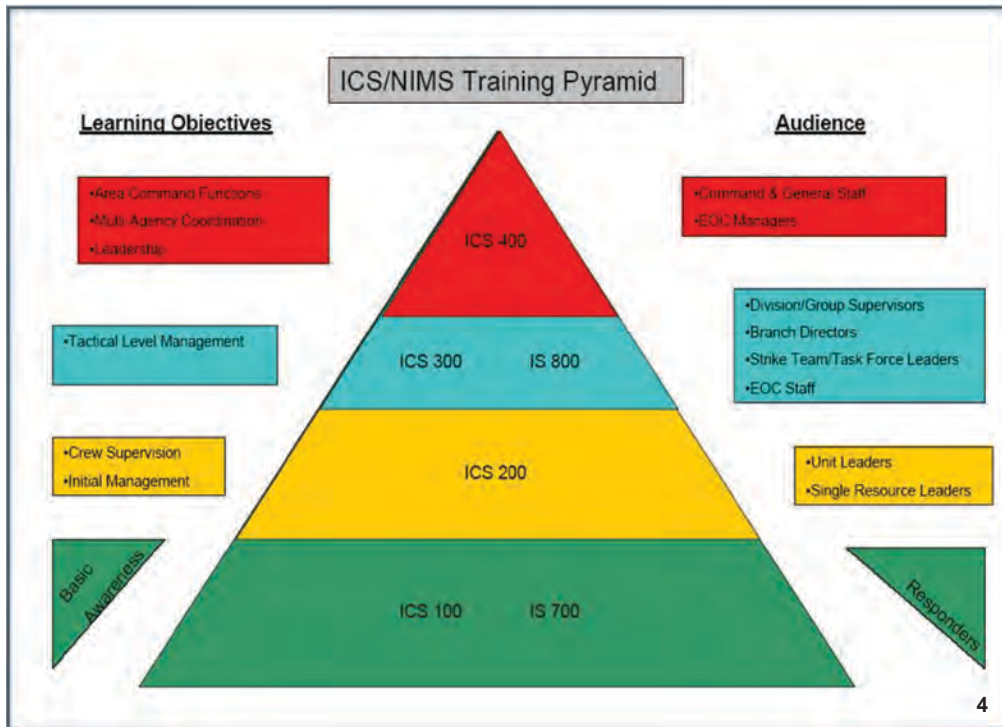 ICS/NIMS Training Pyramid
Learning Objectives
Audience
•Area Command Functions
•Multi Agency Coordination
•Leadership
•Command & General Staff
•EOC Managers
ICS 400
•Tactical Level Management
•Division/Group Supervisors
•Branch Directors
•Strike Team/Task Force Leaders
•EOC Staff
ICS 300 IS 800
•Crew Supervision
•Initial Management
ICS 200
•Unit Leaders
•Single Resource Leaders
Basic
Awareness
ICS 100 IS 700
Responders
4